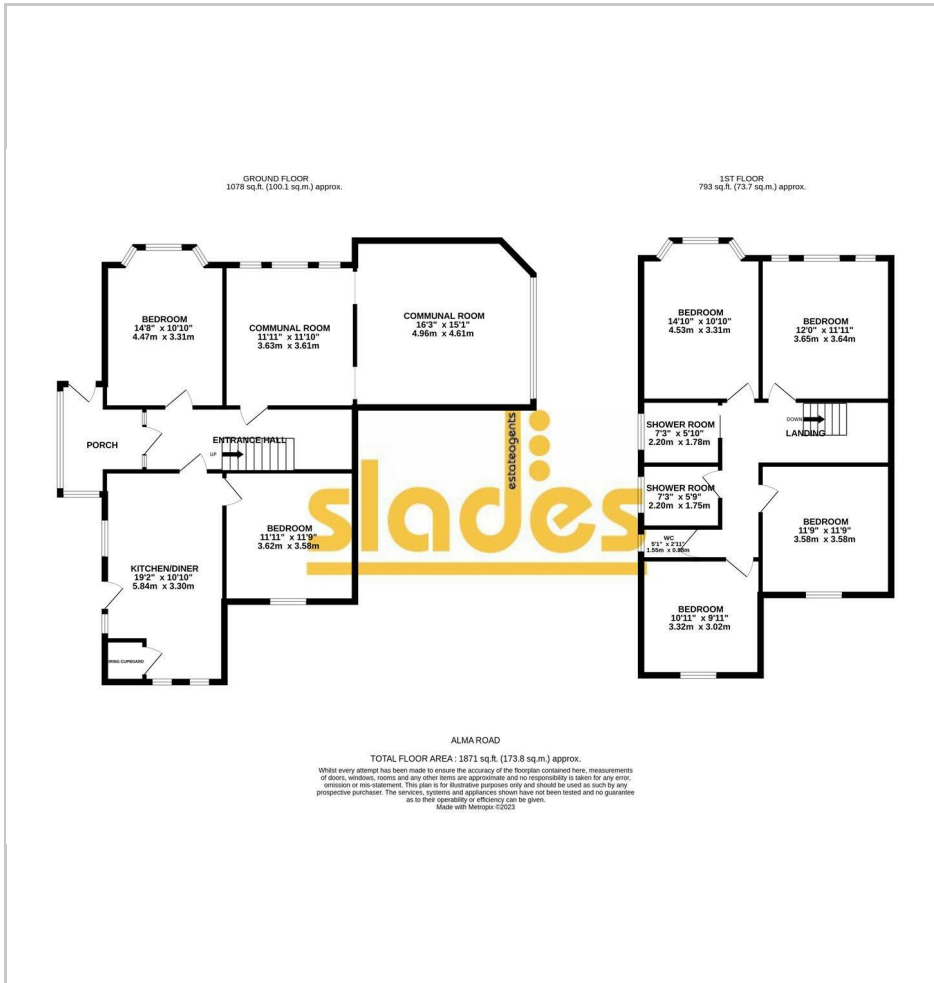 GROUND FLOOR
1078 sq.ft. (100.1 sq.m.) approx.
1ST FLOOR
793 sq.ft. (73.7 sq.m.) approx.
BEDROOM
14'8" x 10'10"
4.47m x 3.31m
COMMUNAL ROOM
11'11" x 11'10"
3.63m x 3.61m
COMMUNAL ROOM
16'3" x 15'1"
4.96m x 4.61m
PORCH
ENTRANCE HALL
UP
KITCHEN/DINER
19'2" x 10'10"
5.84m x 3.30m
BEDROOM
11'11" x 11'9"
3.62m x 3.58m
BEDROOM
14'10" x 10'10"
4.53m x 3.31m
BEDROOM
12'0" x 11'11"
3.65m x 3.64m
SHOWER ROOM
7'3" x 5'10"
2.20m x 1.78m
DOWN
LANDING
SHOWER ROOM
7'3" x 5'9"
2.20m x 1.75m
WC
5'1" x 2'11"
1.55m x 0.88m
BEDROOM
11'9" x 11'9"
3.58m x 3.58m
BEDROOM
10'11" x 9'11"
3.32m x 3.02m
slades
estateagents
ALMA ROAD
TOTAL FLOOR AREA : 1871 sq.ft. (173.8 sq.m.) approx.
Whilst every attempt has been made to ensure the accuracy of the floorplan contained here, measurements
of doors, windows, rooms and any other items are approximate and no responsibility is taken for any error,
omission or mis-statement. This plan is for illustrative purposes only and should be used as such by any
prospective purchaser. The services, systems and appliances shown have not been tested and no guarantee
as to their operability or efficiency can be given.
Made with Metropix ©2023